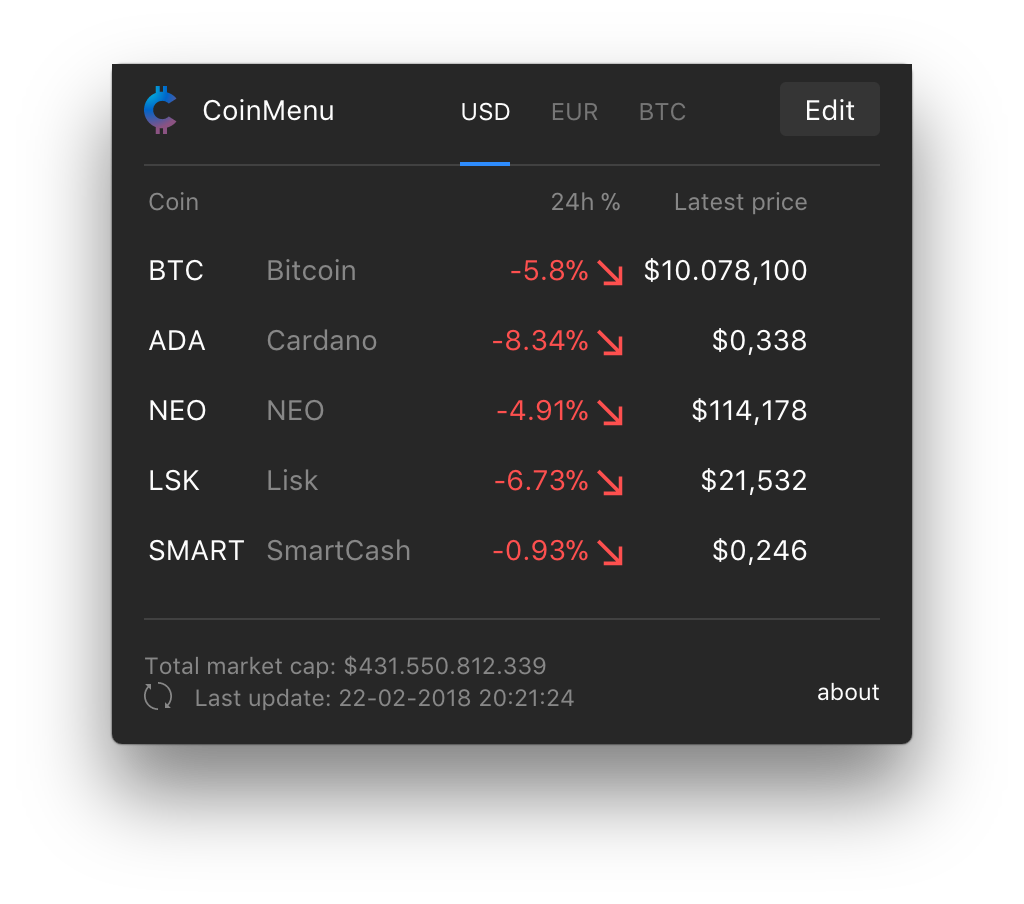 CoinMenu USD EUR BTC Edit
Coin 24h % Latest price
BTC Bitcoin -5.8% $10.078,100
ADA Cardano -8.34% $0,338
NEO NEO -4.91% $114,178
LSK Lisk -6.73% $21,532
SMART SmartCash -0.93% $0,246
Total market cap: $431.550.812.339
Last update: 22-02-2018 20:21:24
about